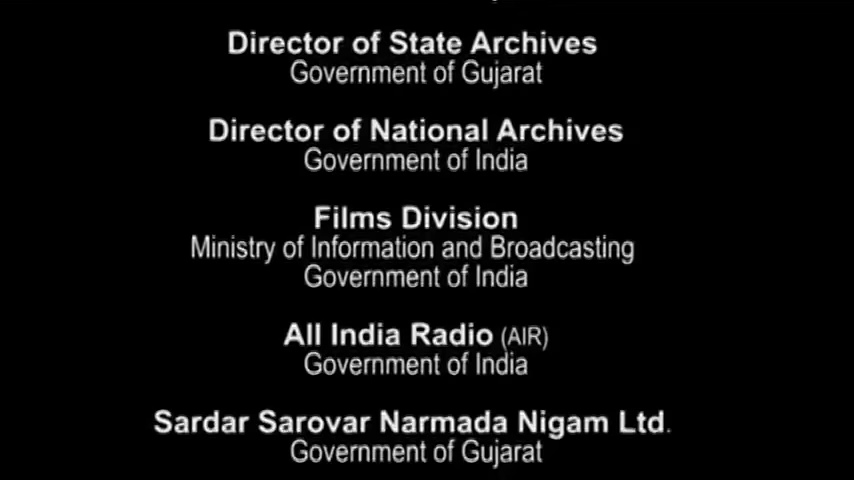 Director of State Archives
Government of Gujarat
Director of National Archives
Government of India
Films Division
Ministry of Information and Broadcasting
Government of India
All India Radio (AIR)
Government of India
Sardar Sarovar Narmada Nigam Ltd.
Government of Gujarat